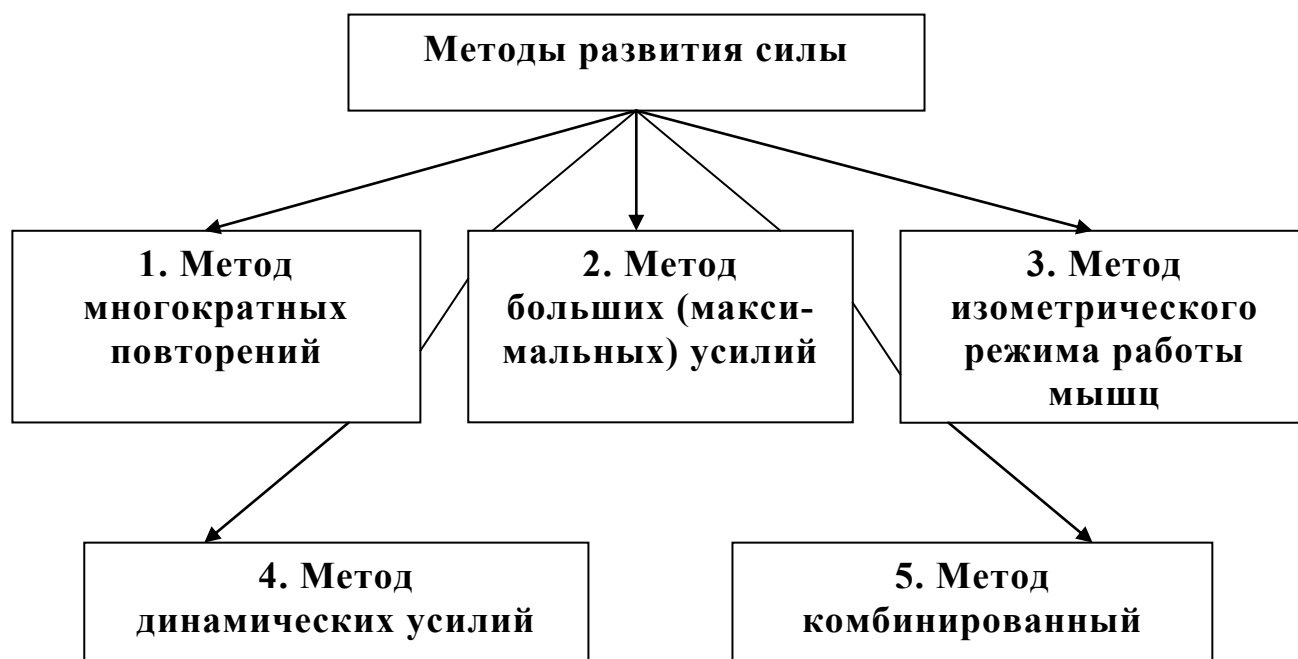 Методы развития силы
1. Метод
многократных
повторений
2. Метод
больших (макси-
мальных) усилий
3. Метод
изометрического
режима работы
мышц
4. Метод
динамических усилий
5. Метод
комбинированный